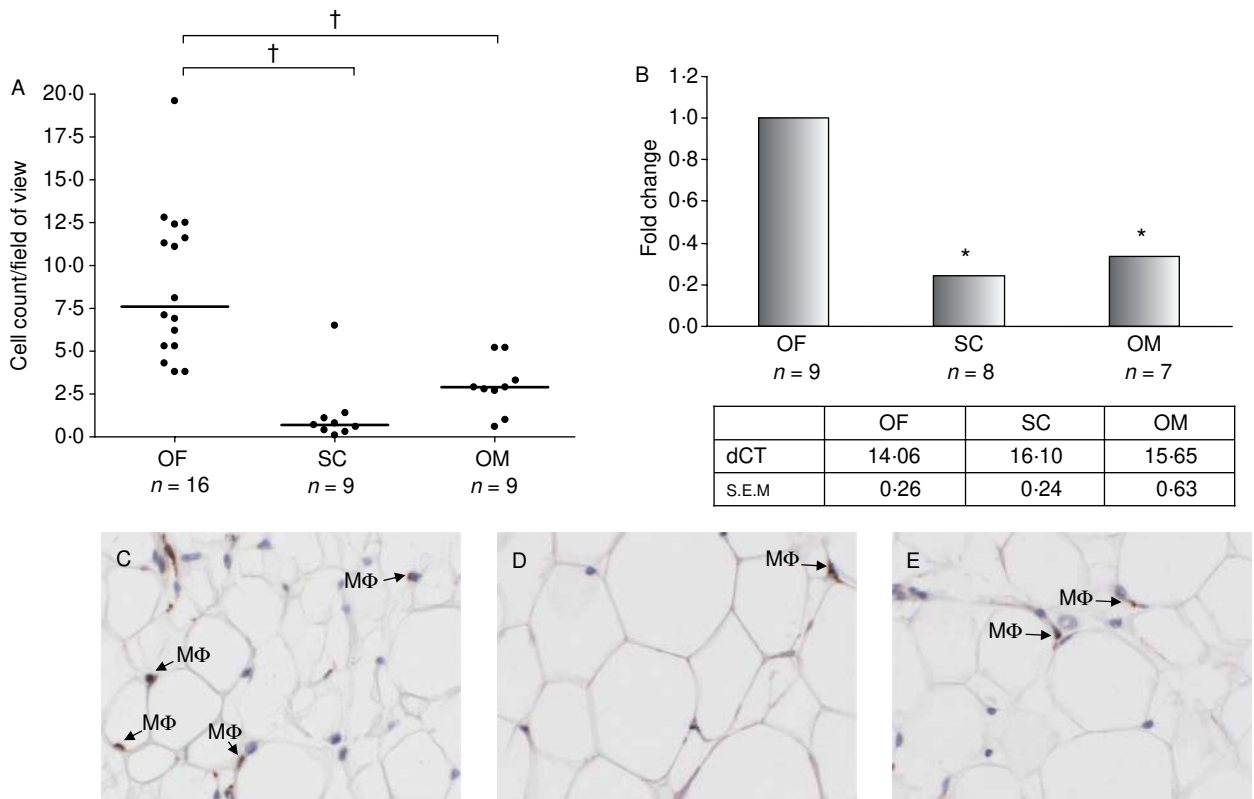 †
†
A
20·0
17·5
15·0
12·5
10·0
7·5
5·0
2·5
0·0
Cell count/field of view
OF
SC
OM
n = 16
n = 9
n = 9
B
1·2
1·0
0·8
0·6
0·4
0·2
0·0
Fold change
*
*
OF
SC
OM
n = 9
n = 8
n = 7
OF SC OM
dCT 14·06 16·10 15·65
S.E.M 0·26 0·24 0·63
C
MΦ
MΦ
MΦ
MΦ
D
MΦ
E
MΦ
MΦ